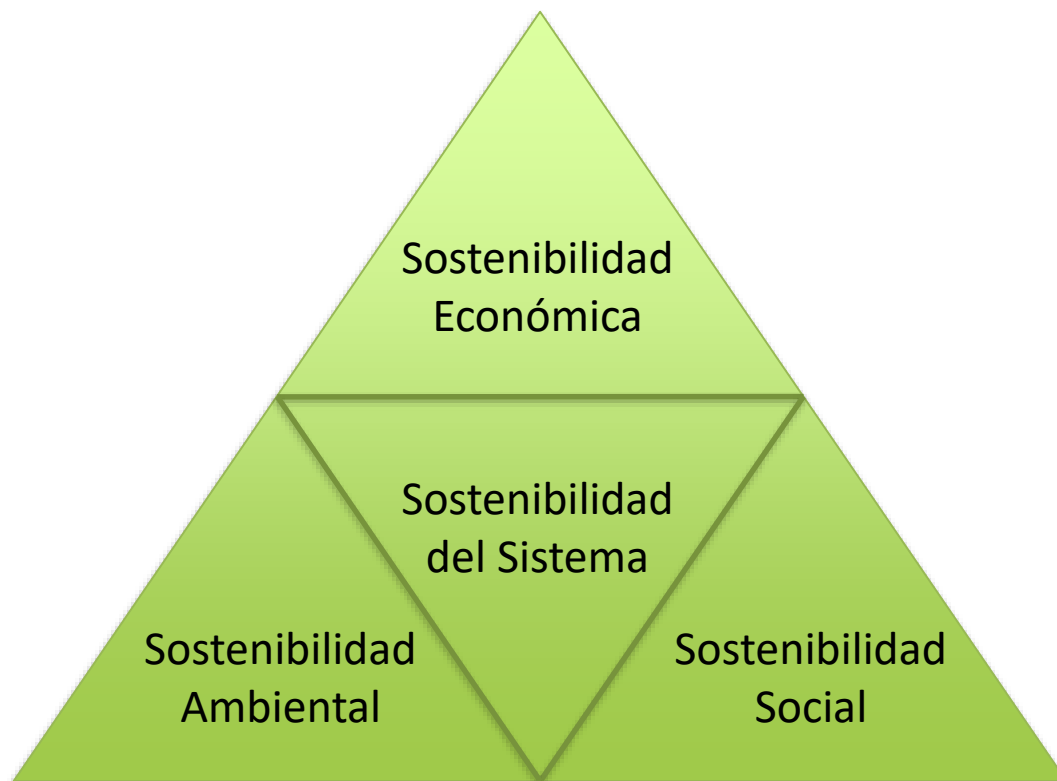 Sostenibilidad
Económica
Sostenibilidad
del Sistema
Sostenibilidad
Ambiental
Sostenibilidad
Social